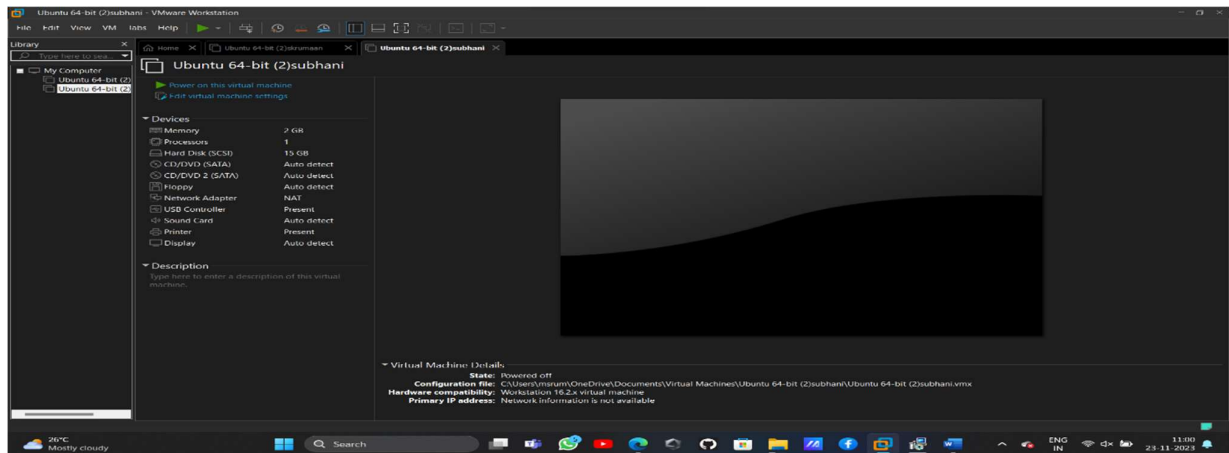 Ubuntu 64-bit (2)subhani - VMware Workstation
File Edit View VM Tabs Help
Library
Type here to sea...
My Computer
Ubuntu 64-bit (2)
Ubuntu 64-bit (2)
Home
Ubuntu 64-bit (2)skrumaan
Ubuntu 64-bit (2)subhani
Ubuntu 64-bit (2)subhani
Power on this virtual machine
Edit virtual machine settings
Devices
Memory 2 GB
Processors 1
Hard Disk (SCSI) 15 GB
CD/DVD (SATA) Auto detect
CD/DVD 2 (SATA) Auto detect
Floppy Auto detect
Network Adapter NAT
USB Controller Present
Sound Card Auto detect
Printer Present
Display Auto detect
Description
Type here to enter a description of this virtual
machine.
Virtual Machine Details
State: Powered off
Configuration file: C:\Users\msrum\OneDrive\Documents\Virtual Machines\Ubuntu 64-bit (2)subhani\Ubuntu 64-bit (2)subhani.vmx
Hardware compatibility: Workstation 16.2.x virtual machine
Primary IP address: Network information is not available
26°C
Mostly cloudy
Search
ENG
IN
11:00
23-11-2023